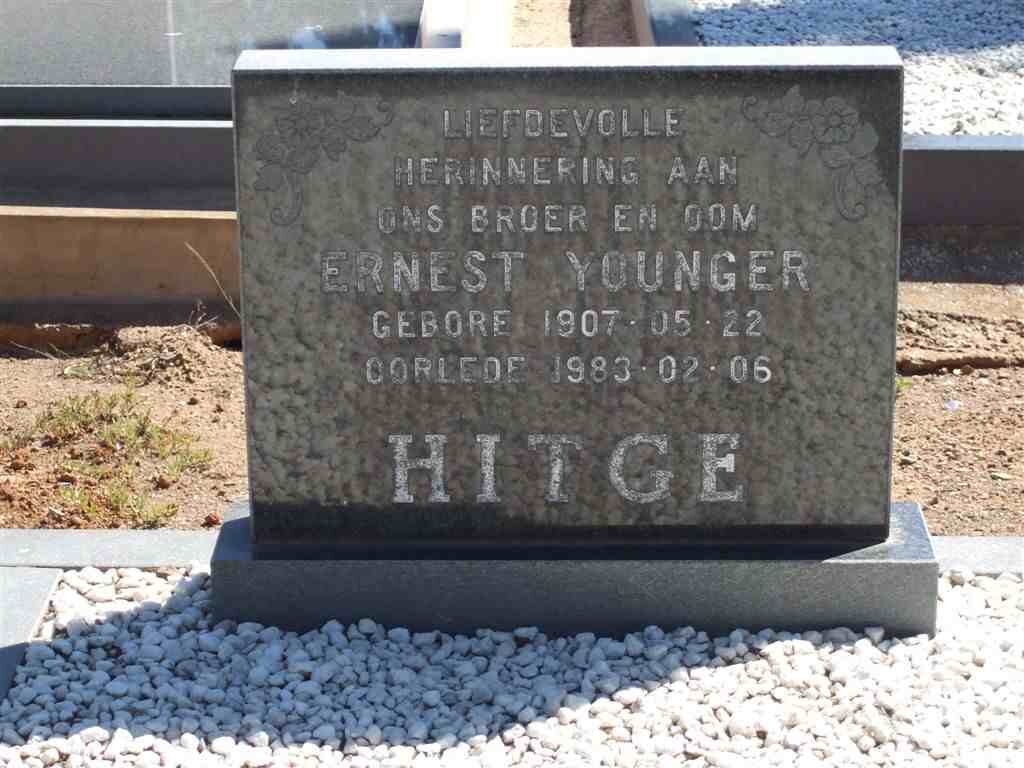 LIEFDEVOLLE
HERINNERING AAN
ONS BROER EN OOM
ERNEST YOUNGER
GEBORE 1907·05·22
OORLEDE 1983·02·06
HITGE